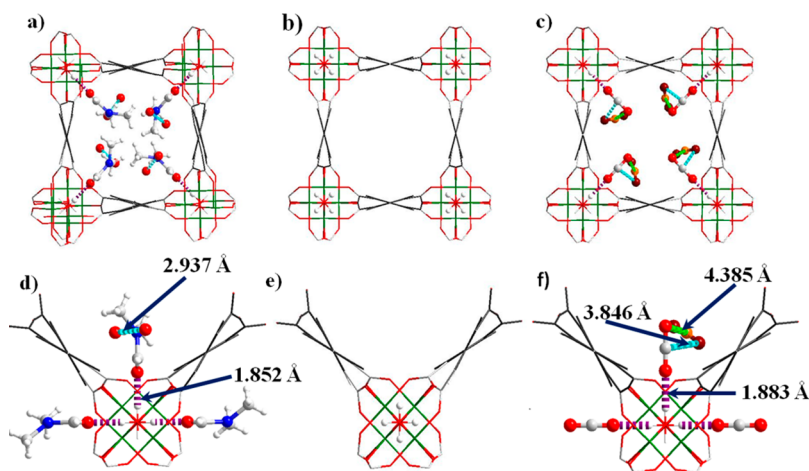 a)
b)
c)
d)
2.937 Å
1.852 Å
e)
f)
4.385 Å
3.846 Å
1.883 Å